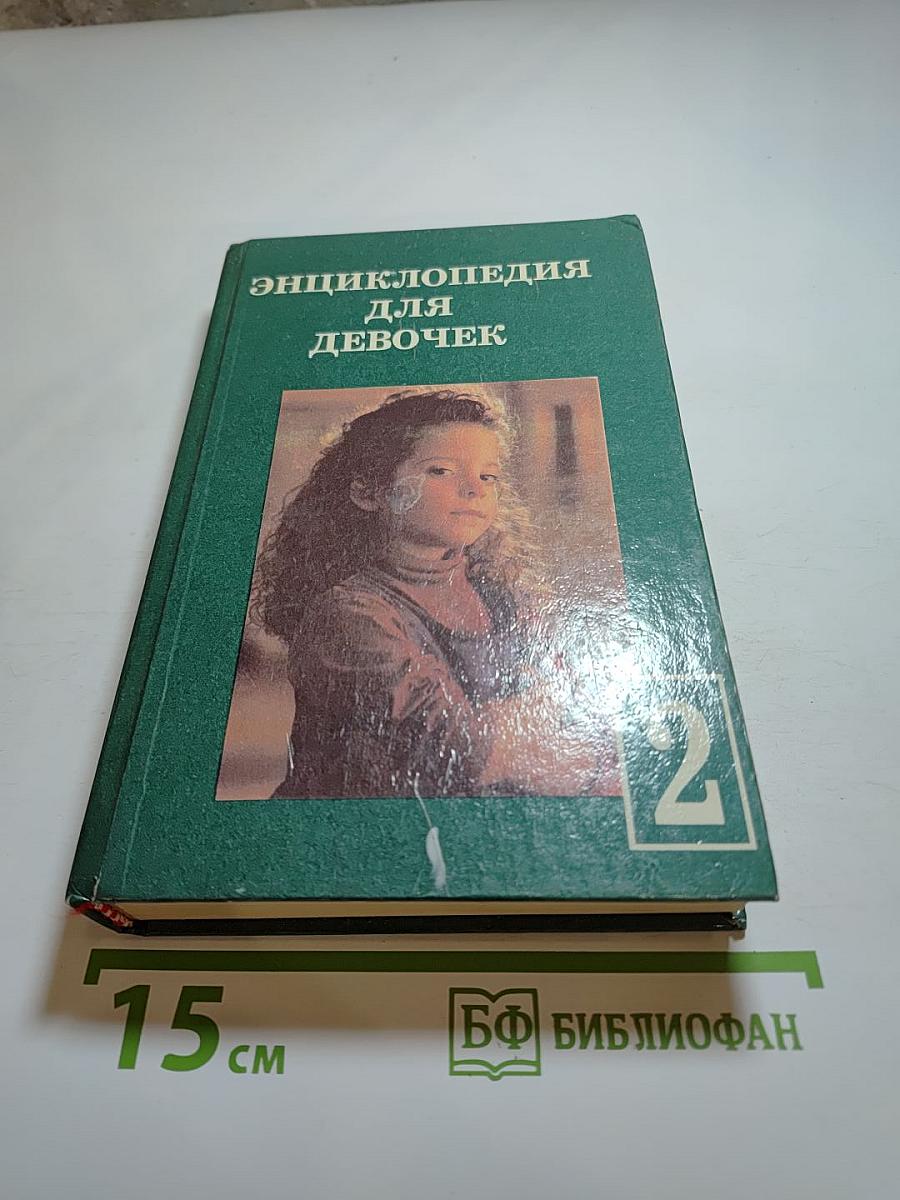 ЭНЦИКЛОПЕДИЯ
ДЛЯ
ДЕВОЧЕК
2
15 см
БФ БИБЛИОФАН